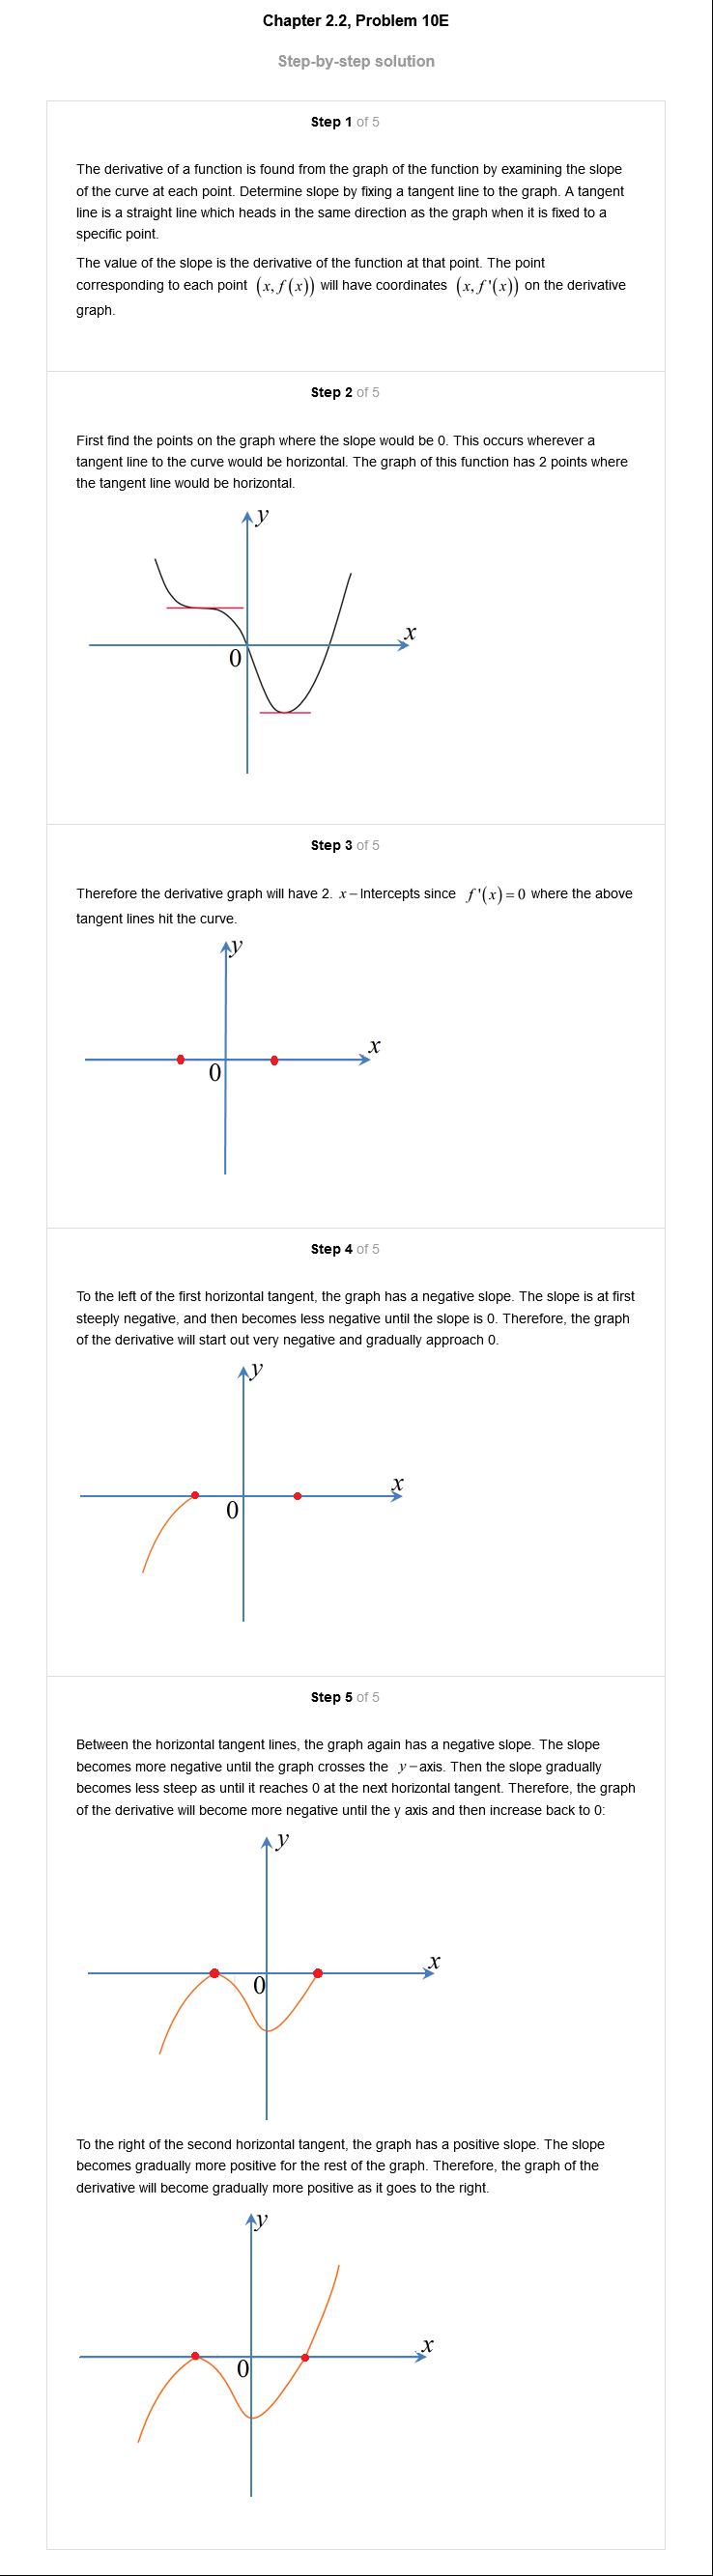 Chapter 2.2, Problem 10E
Step-by-step solution
Step 1 of 5
The derivative of a function is found from the graph of the function by examining the slope
of the curve at each point. Determine slope by fixing a tangent line to the graph. A tangent
line is a straight line which heads in the same direction as the graph when it is fixed to a
specific point.
The value of the slope is the derivative of the function at that point. The point
corresponding to each point (x, f(x)) will have coordinates (x, f'(x)) on the derivative
graph.
Step 2 of 5
First find the points on the graph where the slope would be 0. This occurs wherever a
tangent line to the curve would be horizontal. The graph of this function has 2 points where
the tangent line would be horizontal.
y
x
0
Step 3 of 5
Therefore the derivative graph will have 2. x – intercepts since f'(x) = 0 where the above
tangent lines hit the curve.
y
x
0
Step 4 of 5
To the left of the first horizontal tangent, the graph has a negative slope. The slope is at first
steeply negative, and then becomes less negative until the slope is 0. Therefore, the graph
of the derivative will start out very negative and gradually approach 0.
y
x
0
Step 5 of 5
Between the horizontal tangent lines, the graph again has a negative slope. The slope
becomes more negative until the graph crosses the y – axis. Then the slope gradually
becomes less steep as until it reaches 0 at the next horizontal tangent. Therefore, the graph
of the derivative will become more negative until the y axis and then increase back to 0:
y
x
0
To the right of the second horizontal tangent, the graph has a positive slope. The slope
becomes gradually more positive for the rest of the graph. Therefore, the graph of the
derivative will become gradually more positive as it goes to the right.
y
x
0